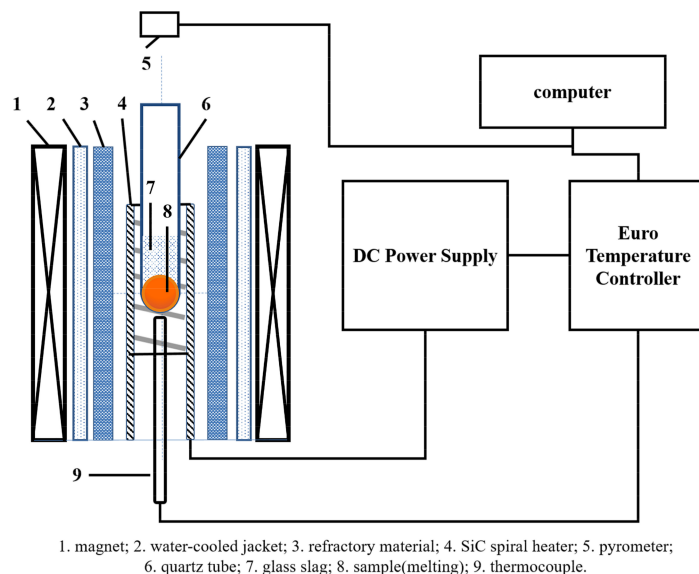 5
1 2 3 4 6
7
8
9
computer
DC Power Supply
Euro
Temperature
Controller
1. magnet; 2. water-cooled jacket; 3. refractory material; 4. SiC spiral heater; 5. pyrometer;
6. quartz tube; 7. glass slag; 8. sample(melting); 9. thermocouple.